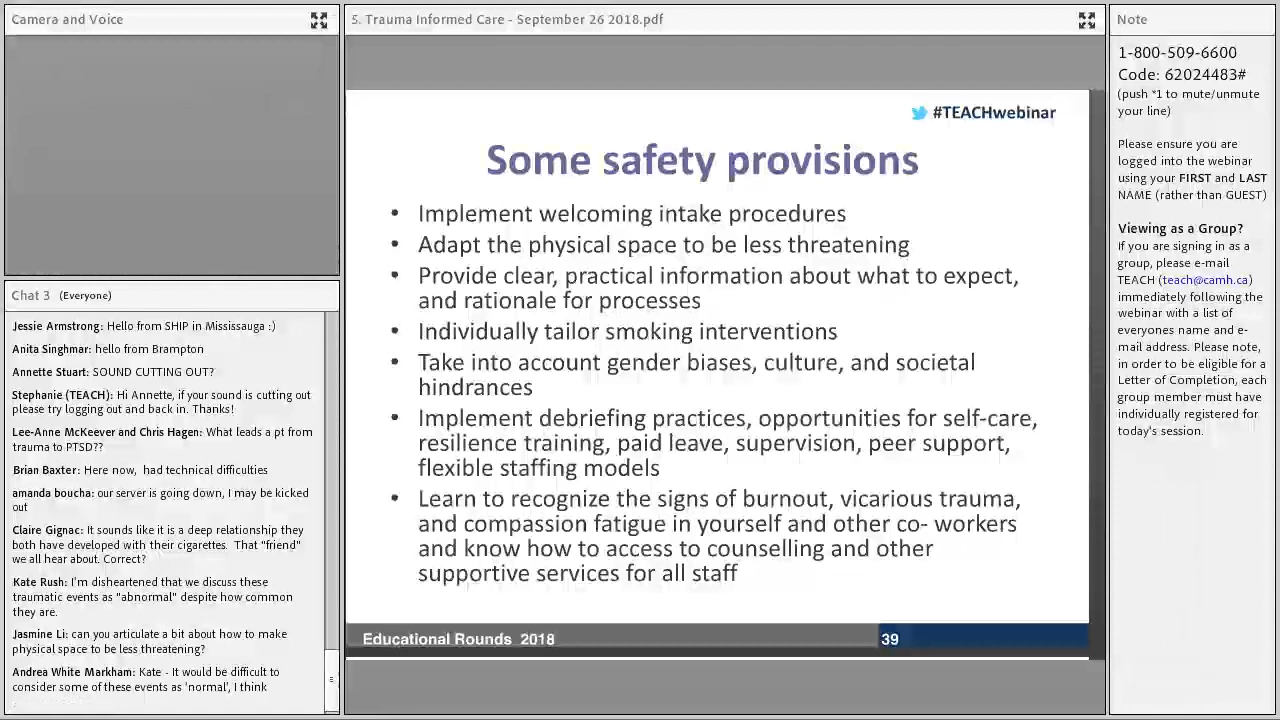 Camera and Voice
Chat 3 (Everyone)
Jessie Armstrong: Hello from SHIP in Mississauga :)
Anita Singhmar: hello from Brampton
Annette Stuart: SOUND CUTTING OUT?
Stephanie (TEACH): Hi Annette, if your sound is cutting out
please try logging out and back in. Thanks!
Lee-Anne McKeever and Chris Hagen: What leads a pt from
trauma to PTSD??
Brian Baxter: Here now, had technical difficulties
amanda boucha: our server is going down, I may be kicked
out
Claire Gignac: It sounds like it is a deep relationship they
both have developed with their cigarettes. That "friend"
we all hear about. Correct?
Kate Rush: I'm disheartened that we discuss these
traumatic events as "abnormal" despite how common
they are.
Jasmine Li: can you articulate a bit about how to make
physical space to be less threatening?
Andrea White Markham: Kate - It would be difficult to
consider some of these events as 'normal', I think
5. Trauma Informed Care - September 26 2018.pdf
#TEACHwebinar
Some safety provisions
• Implement welcoming intake procedures
• Adapt the physical space to be less threatening
• Provide clear, practical information about what to expect,
and rationale for processes
• Individually tailor smoking interventions
• Take into account gender biases, culture, and societal
hindrances
• Implement debriefing practices, opportunities for self-care,
resilience training, paid leave, supervision, peer support,
flexible staffing models
• Learn to recognize the signs of burnout, vicarious trauma,
and compassion fatigue in yourself and other co- workers
and know how to access to counselling and other
supportive services for all staff
Educational Rounds 2018
39
Note
1-800-509-6600
Code: 62024483#
(push *1 to mute/unmute
your line)
Please ensure you are
logged into the webinar
using your FIRST and LAST
NAME (rather than GUEST)
Viewing as a Group?
If you are signing in as a
group, please e-mail
TEACH (teach@camh.ca)
immediately following the
webinar with a list of
everyones name and e-
mail address. Please note,
in order to be eligible for a
Letter of Completion, each
group member must have
individually registered for
today's session.